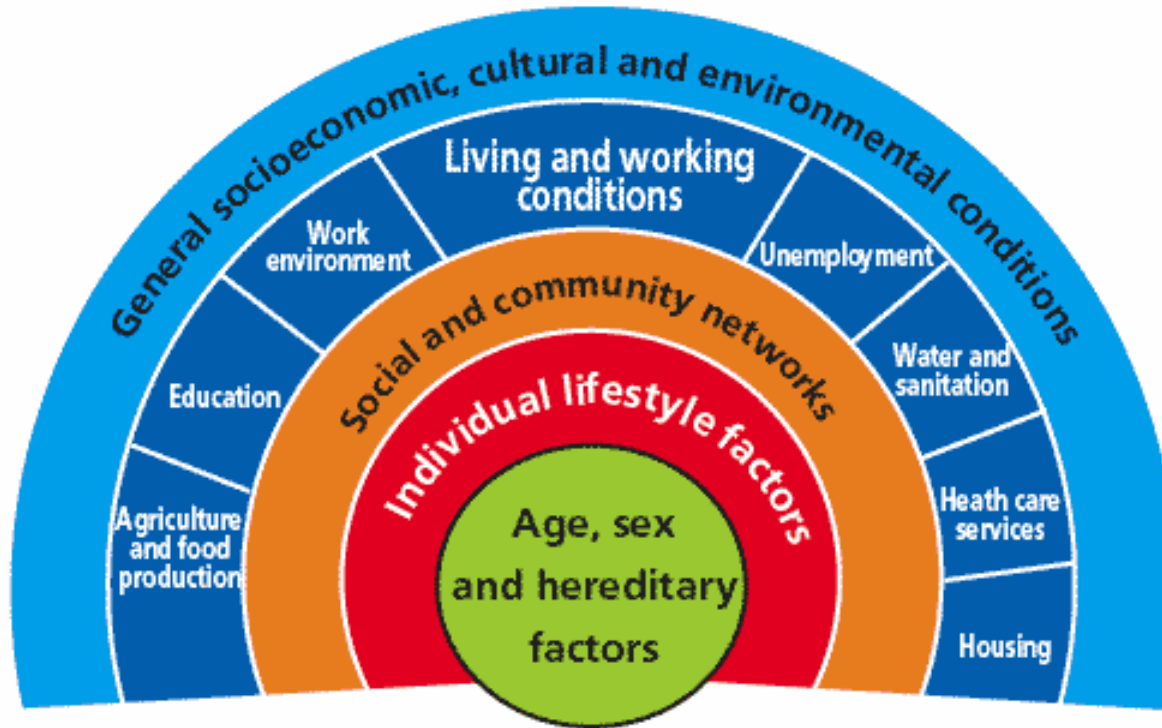 General socioeconomic, cultural and environmental conditions
Living and working
conditions
Work
environment
Unemployment
Education
Water and
sanitation
Agriculture
and food
production
Heath care
services
Housing
Social and community networks
Individual lifestyle factors
Age, sex
and hereditary
factors